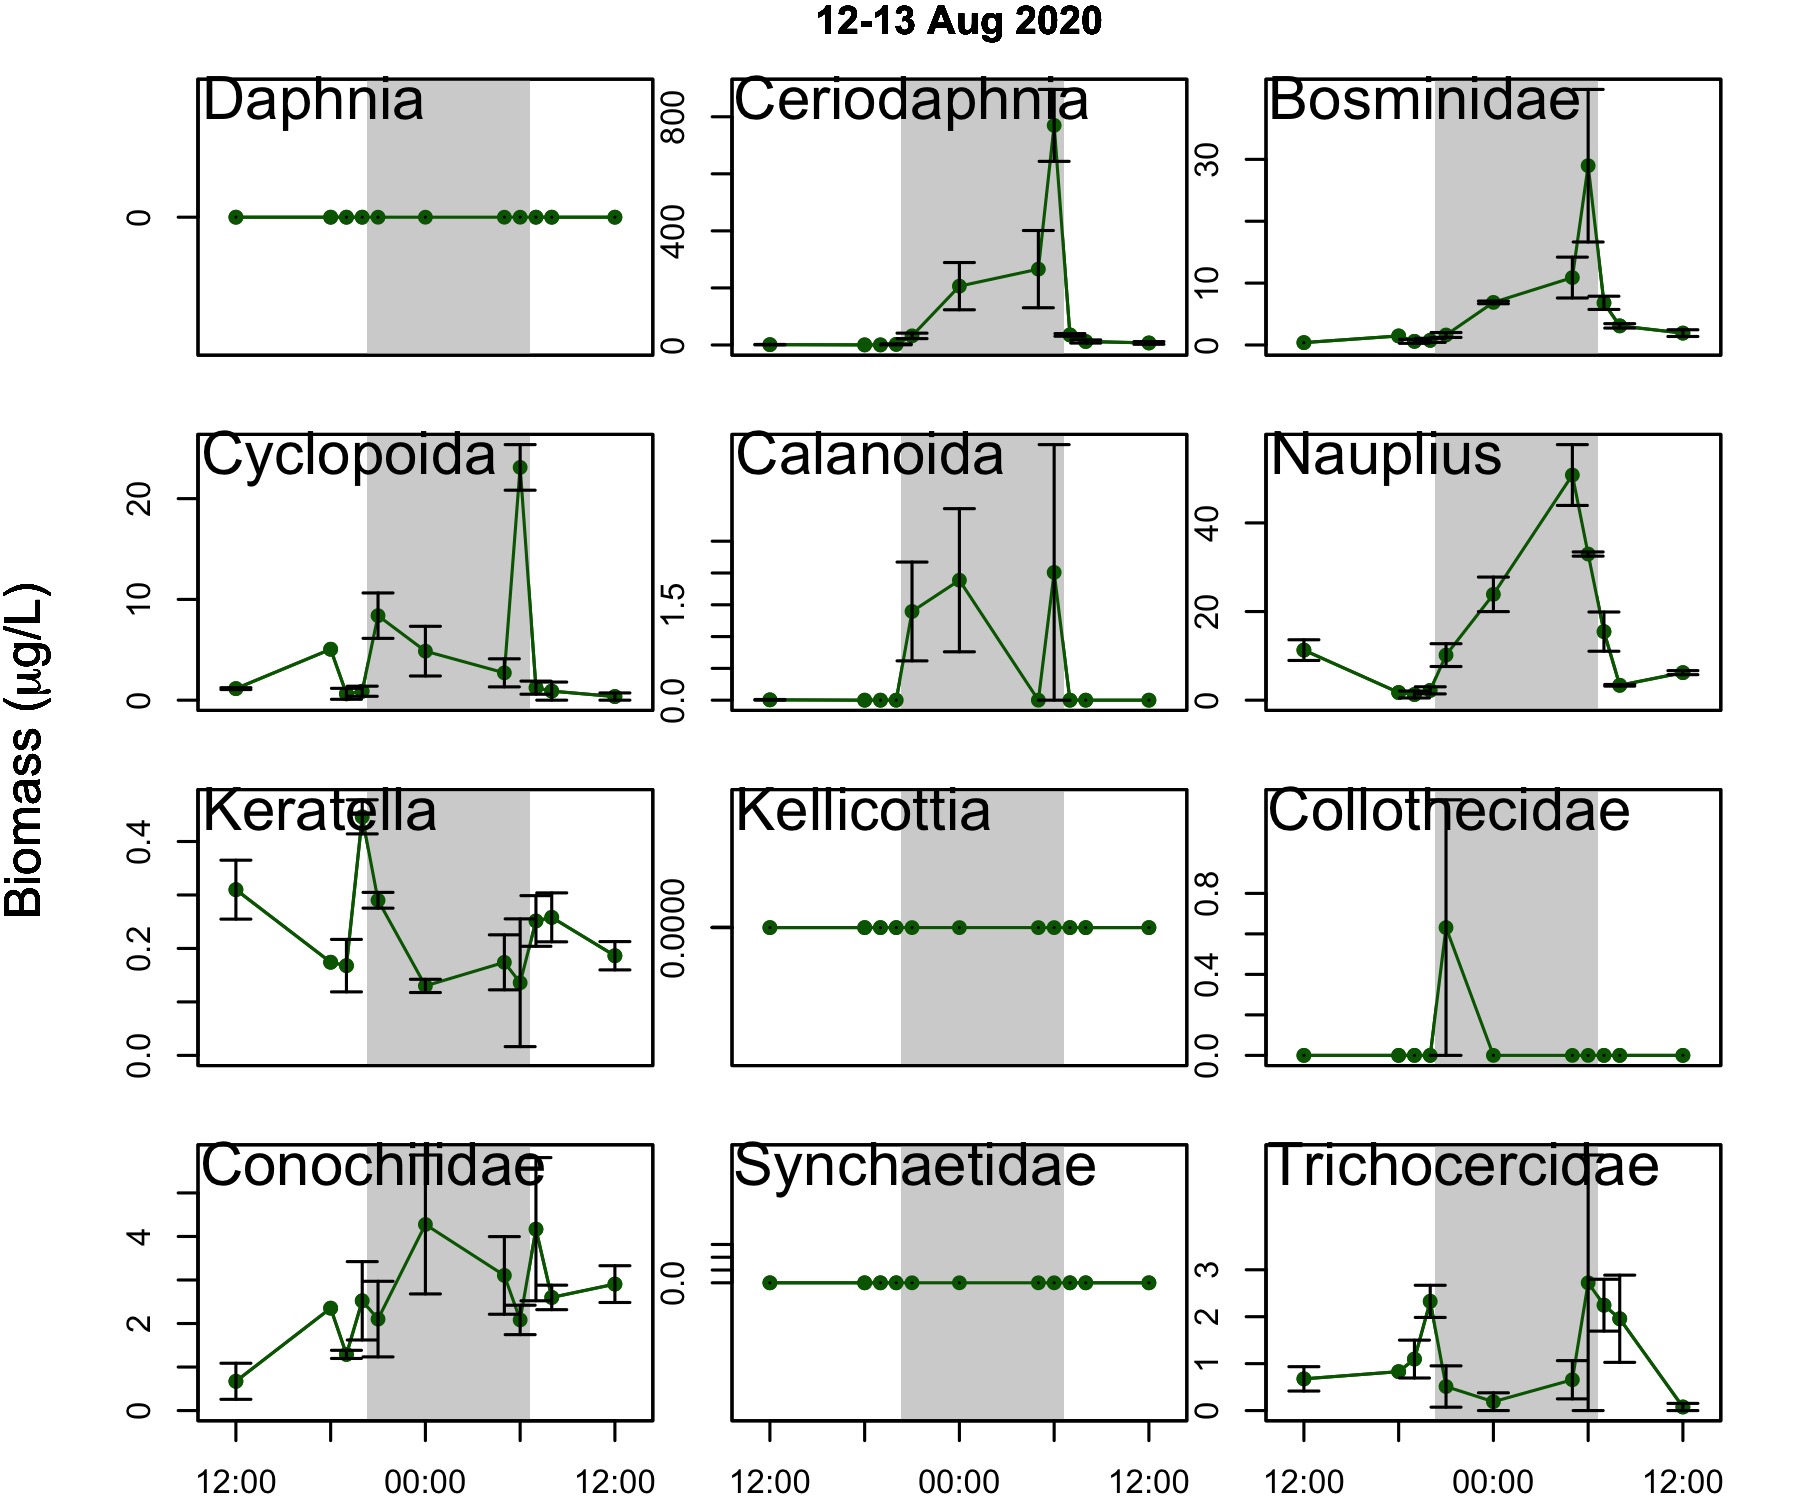 12-13 Aug 2020
Biomass (µg/L)
Daphnia
0
Ceriodaphnia
0 400 800
Bosminidae
0 10 30
Cyclopoida
0 10 20
Calanoida
0.0 1.5
Nauplius
0 20 40
Keratella
0.0 0.2 0.4
Kellicottia
0.0000
Collothecidae
0.0 0.4 0.8
Conochilidae
0 2 4
Synchaetidae
0.0
Trichocercidae
0 1 2 3
12:00 00:00 12:00
12:00 00:00 12:00
12:00 00:00 12:00